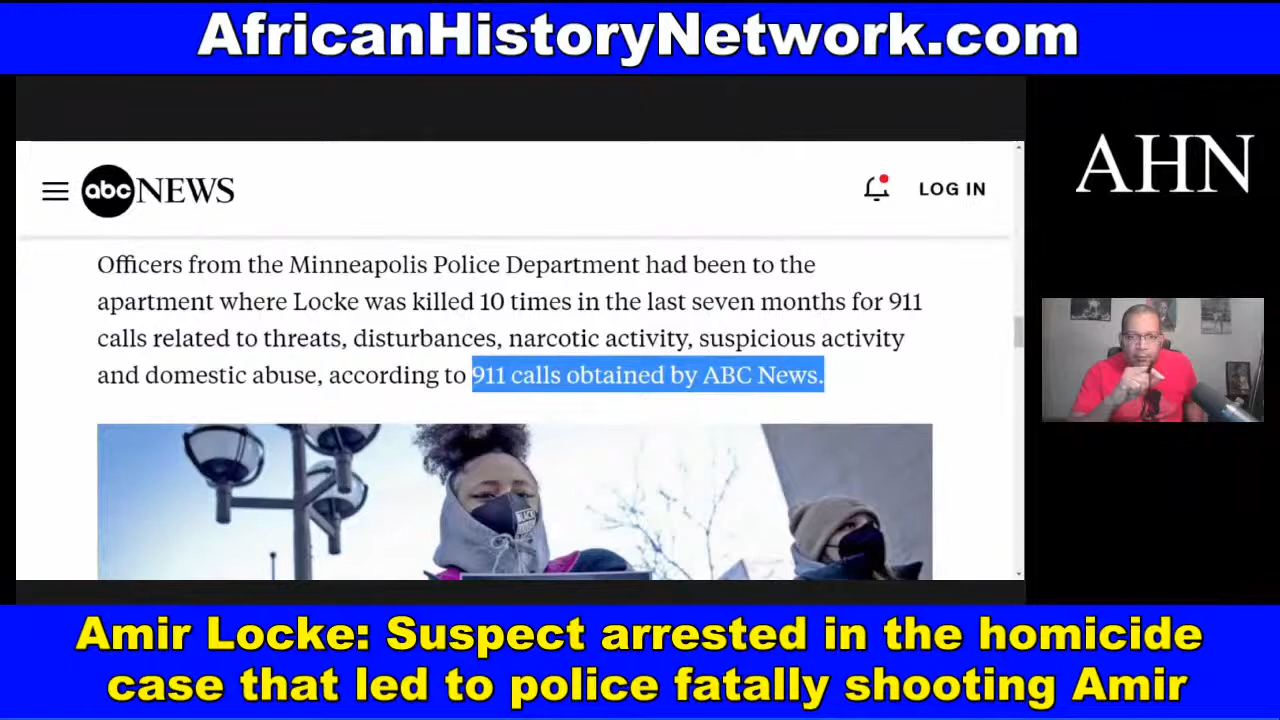 AfricanHistoryNetwork.com
AHN
abc NEWS
LOG IN
Officers from the Minneapolis Police Department had been to the
apartment where Locke was killed 10 times in the last seven months for 911
calls related to threats, disturbances, narcotic activity, suspicious activity
and domestic abuse, according to 911 calls obtained by ABC News.
BLACK
Amir Locke: Suspect arrested in the homicide
case that led to police fatally shooting Amir